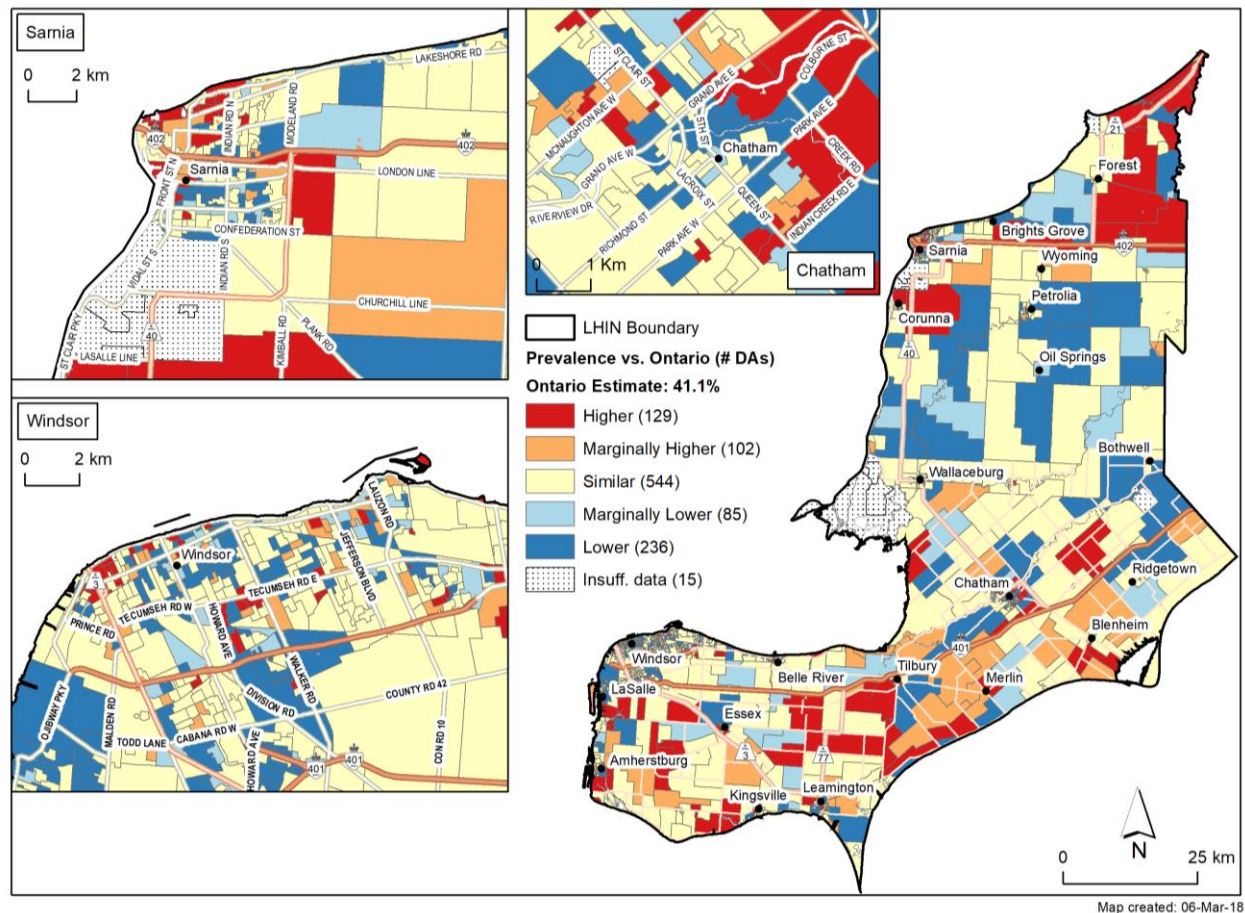 Sarnia
0 2 km
LAKESHORE RD
INDIAN RD N
MODELAND RD
402
402
LONDON LINE
FRONT ST N
Sarnia
CONFEDERATION ST
VIDAL ST S
INDIAN RD S
CHURCHILL LINE
ST CLAIR PKY
40
PLANK RD
KIMBALL RD
LASALLE LINE
ST CLAIR ST
GRAND AVE E
COLBORNE ST
MCNAUGHTON AVE W
5TH ST
PARK AVE E
Chatham
GRAND AVE W
CREEK RD
LACROIX ST
QUEEN ST
RIVERVIEW DR
RICHMOND ST
PARK AVE W
INDIAN CREEK RD E
0 1 Km
Chatham
LHIN Boundary
Prevalence vs. Ontario (# DAs)
Ontario Estimate: 41.1%
Higher (129)
Marginally Higher (102)
Similar (544)
Marginally Lower (85)
Lower (236)
Insuff. data (15)
Windsor
0 2 km
LAUZON RD
Windsor
JEFFERSON BLVD
3
TECUMSEH RD E
TECUMSEH RD W
PRINCE RD
HOWARD AVE
WALKER RD
COUNTY RD 42
DIVISION RD
OJIBWAY PKY
MALDEN RD
CABANA RD W
TODD LANE
HOWARD AVE
CON RD 10
401
401
21
Forest
Brights Grove
402
Sarnia
Wyoming
Petrolia
Corunna
40
Oil Springs
Bothwell
Wallaceburg
Ridgetown
Chatham
Blenheim
401
Windsor
Belle River
Tilbury
Merlin
LaSalle
Essex
3
77
Amherstburg
Kingsville
Leamington
N
0 25 km
Map created: 06-Mar-18